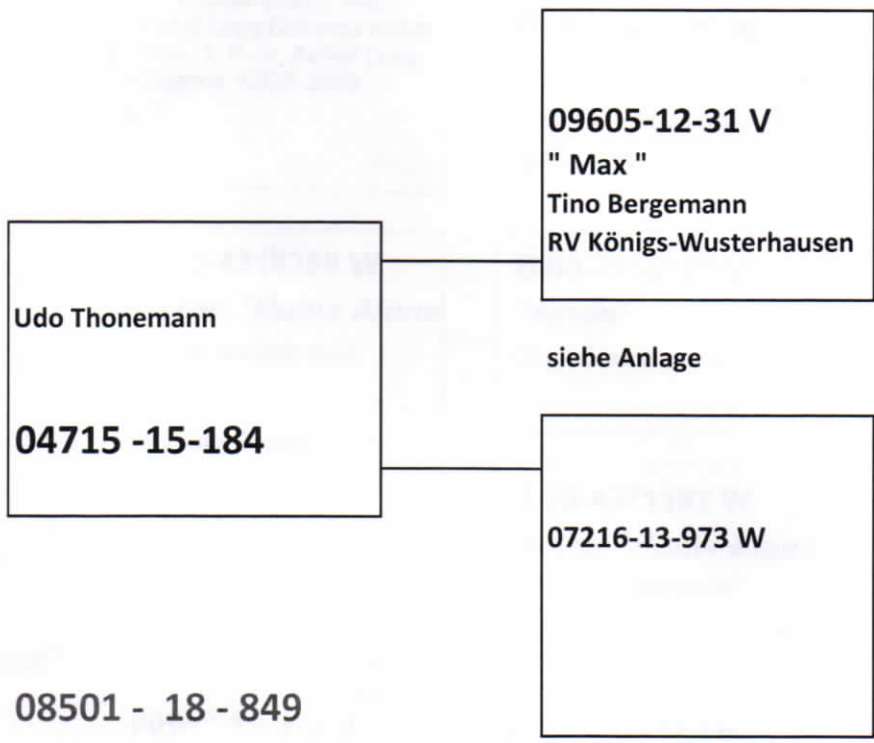 09605-12-31 V
" Max "
Tino Bergemann
RV Königs-Wusterhausen
Udo Thonemann
siehe Anlage
04715 -15-184
07216-13-973 W
08501 - 18 - 849